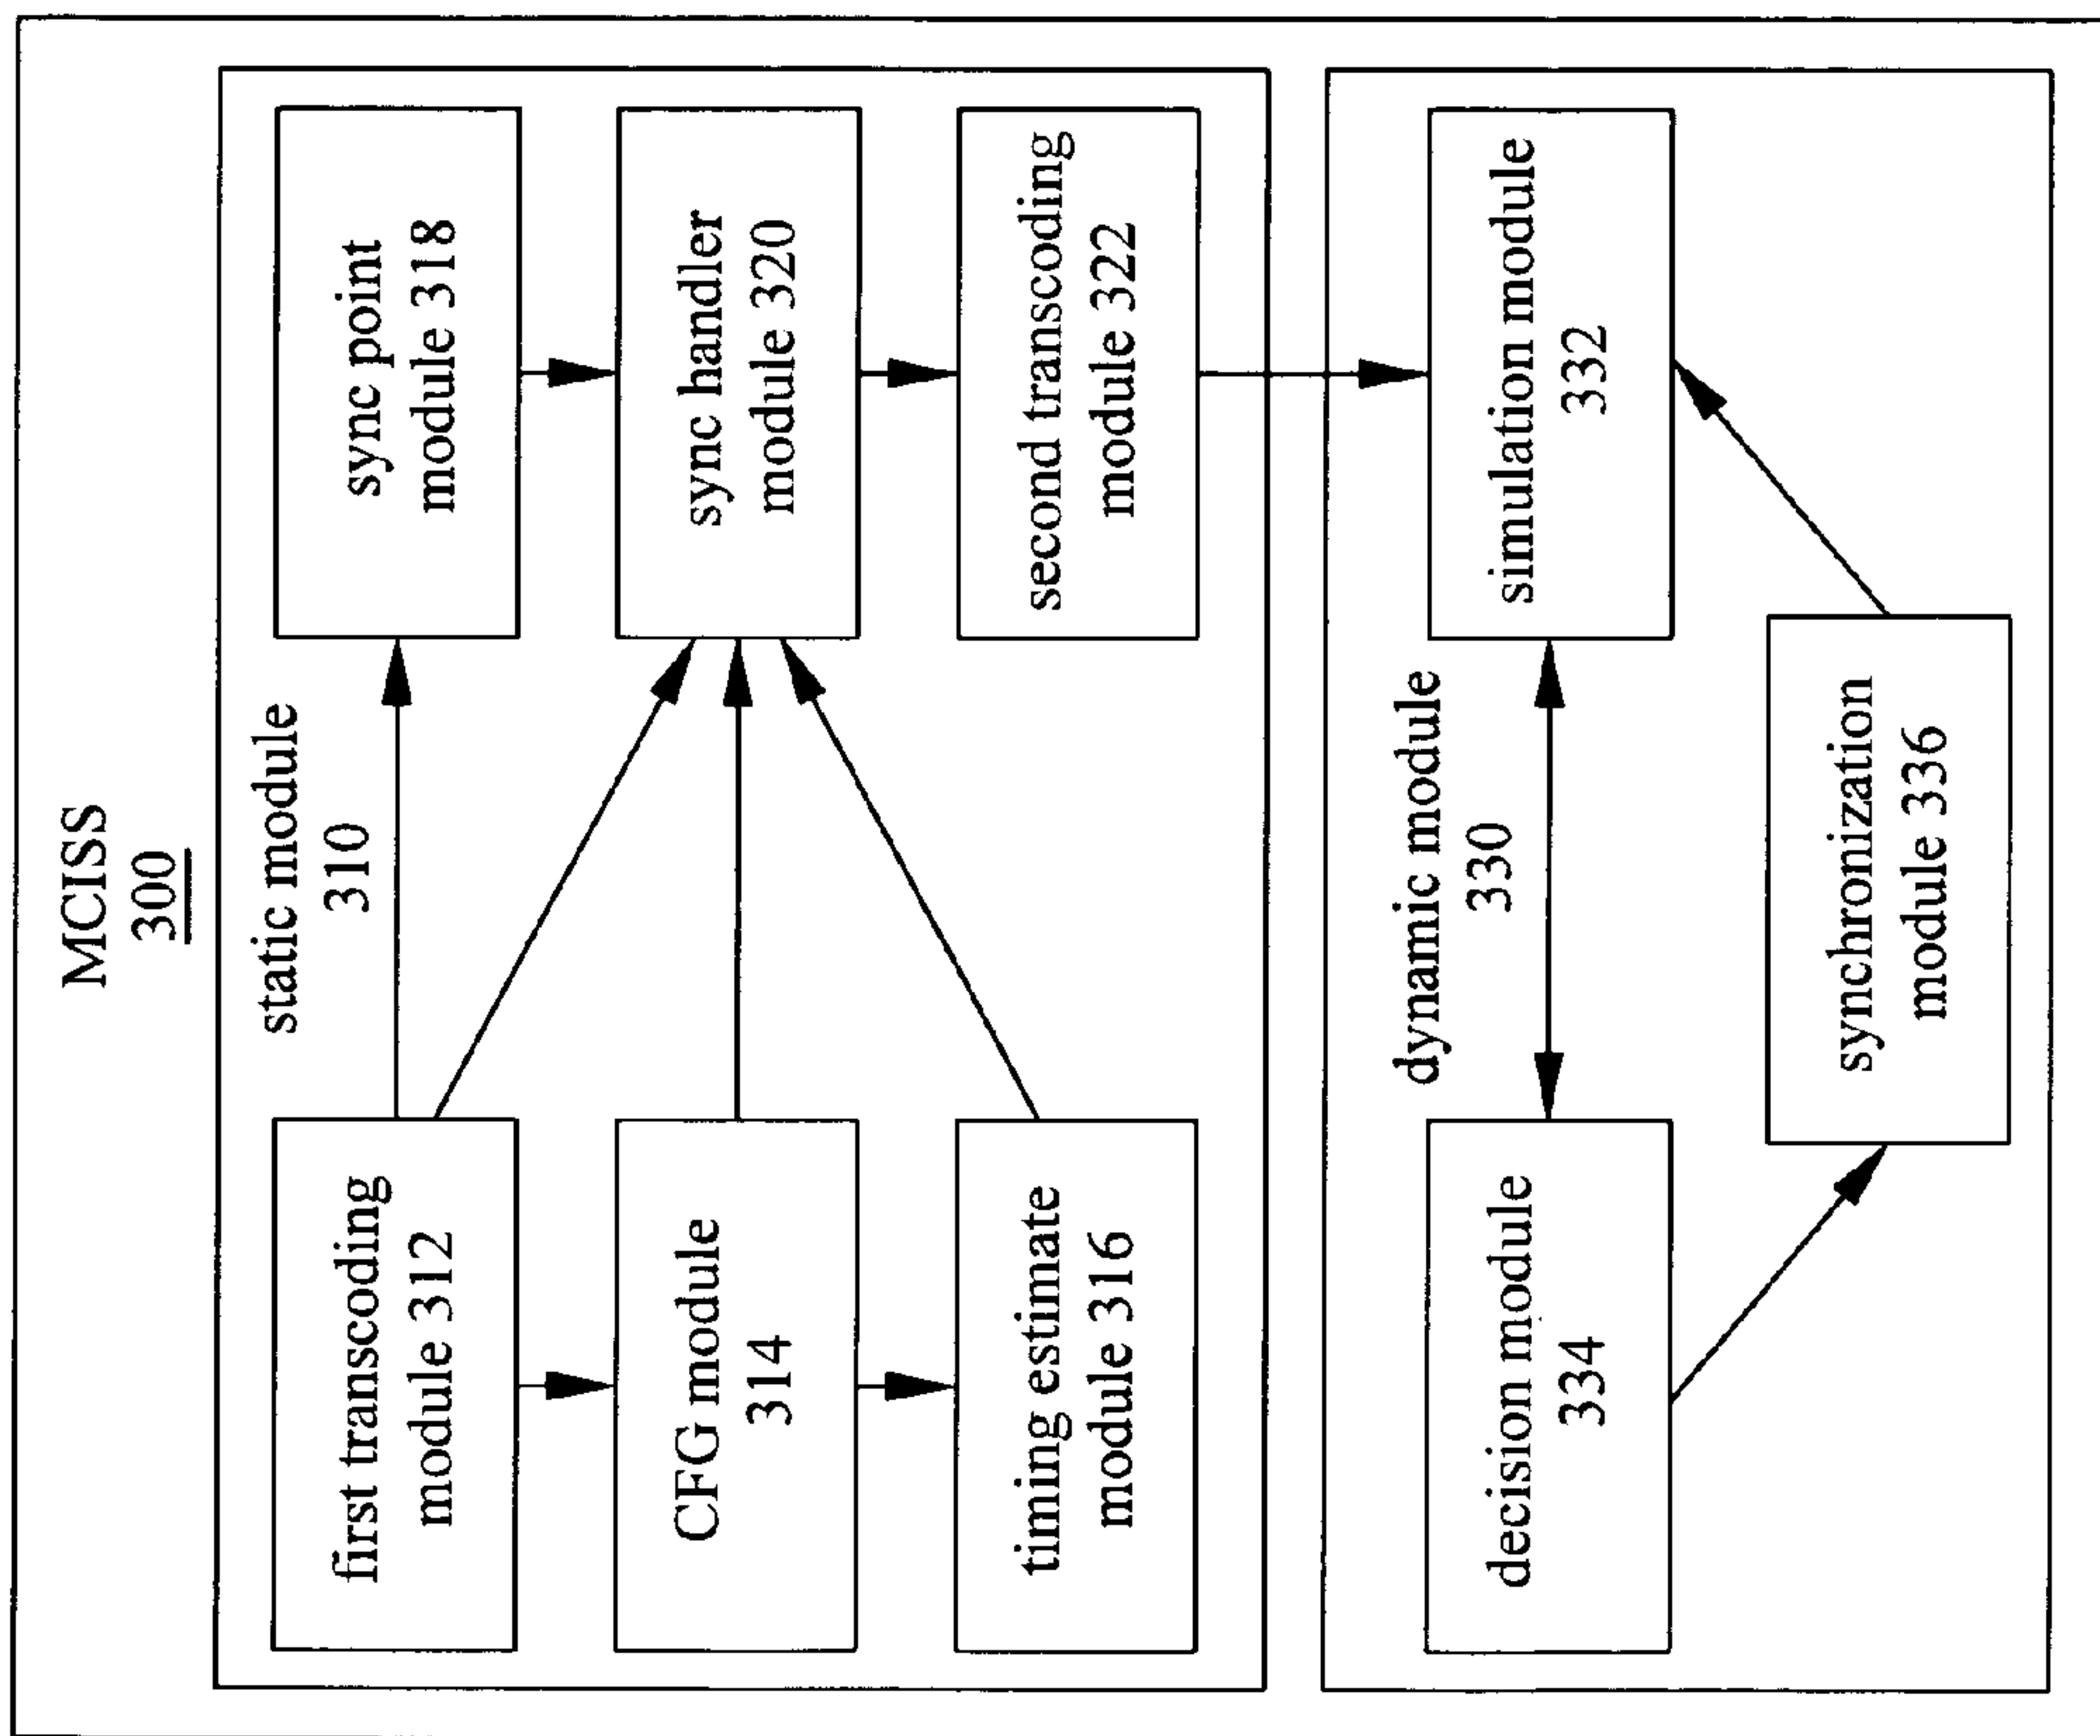 MCISS
300
static module
310
first transcoding
module 312
sync point
module 318
CFG module
314
sync handler
module 320
timing estimate
module 316
second transcoding
module 322
dynamic module
330
decision module
334
simulation module
332
synchronization
module 336